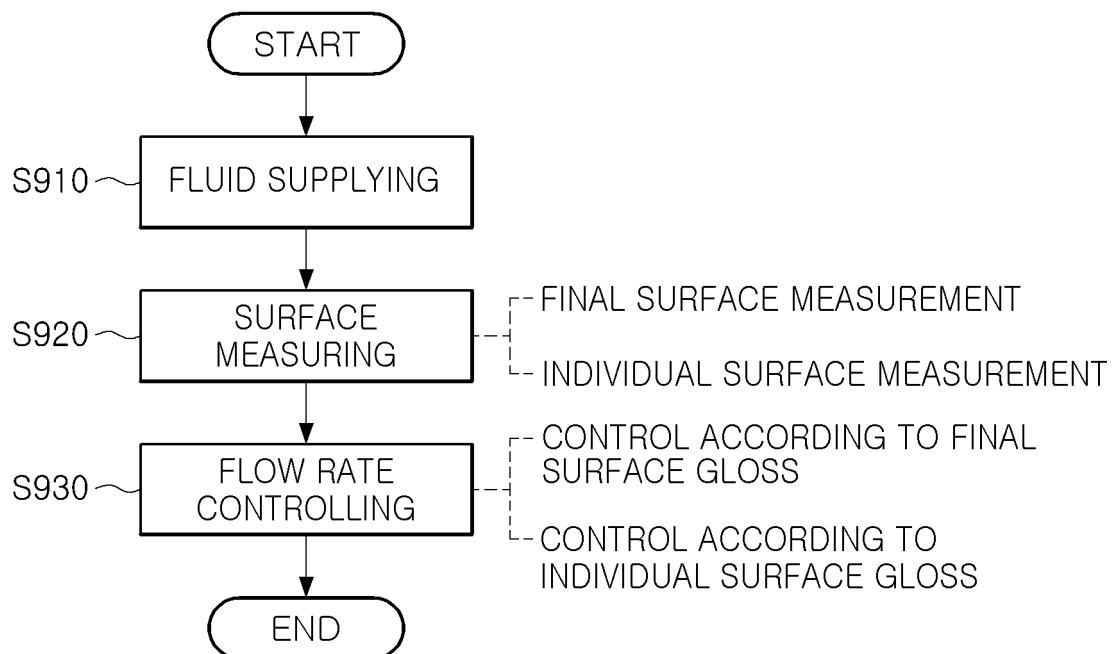 START
S910
FLUID SUPPLYING
S920
SURFACE
MEASURING
FINAL SURFACE MEASUREMENT
INDIVIDUAL SURFACE MEASUREMENT
S930
FLOW RATE
CONTROLLING
CONTROL ACCORDING TO FINAL
SURFACE GLOSS
CONTROL ACCORDING TO
INDIVIDUAL SURFACE GLOSS
END